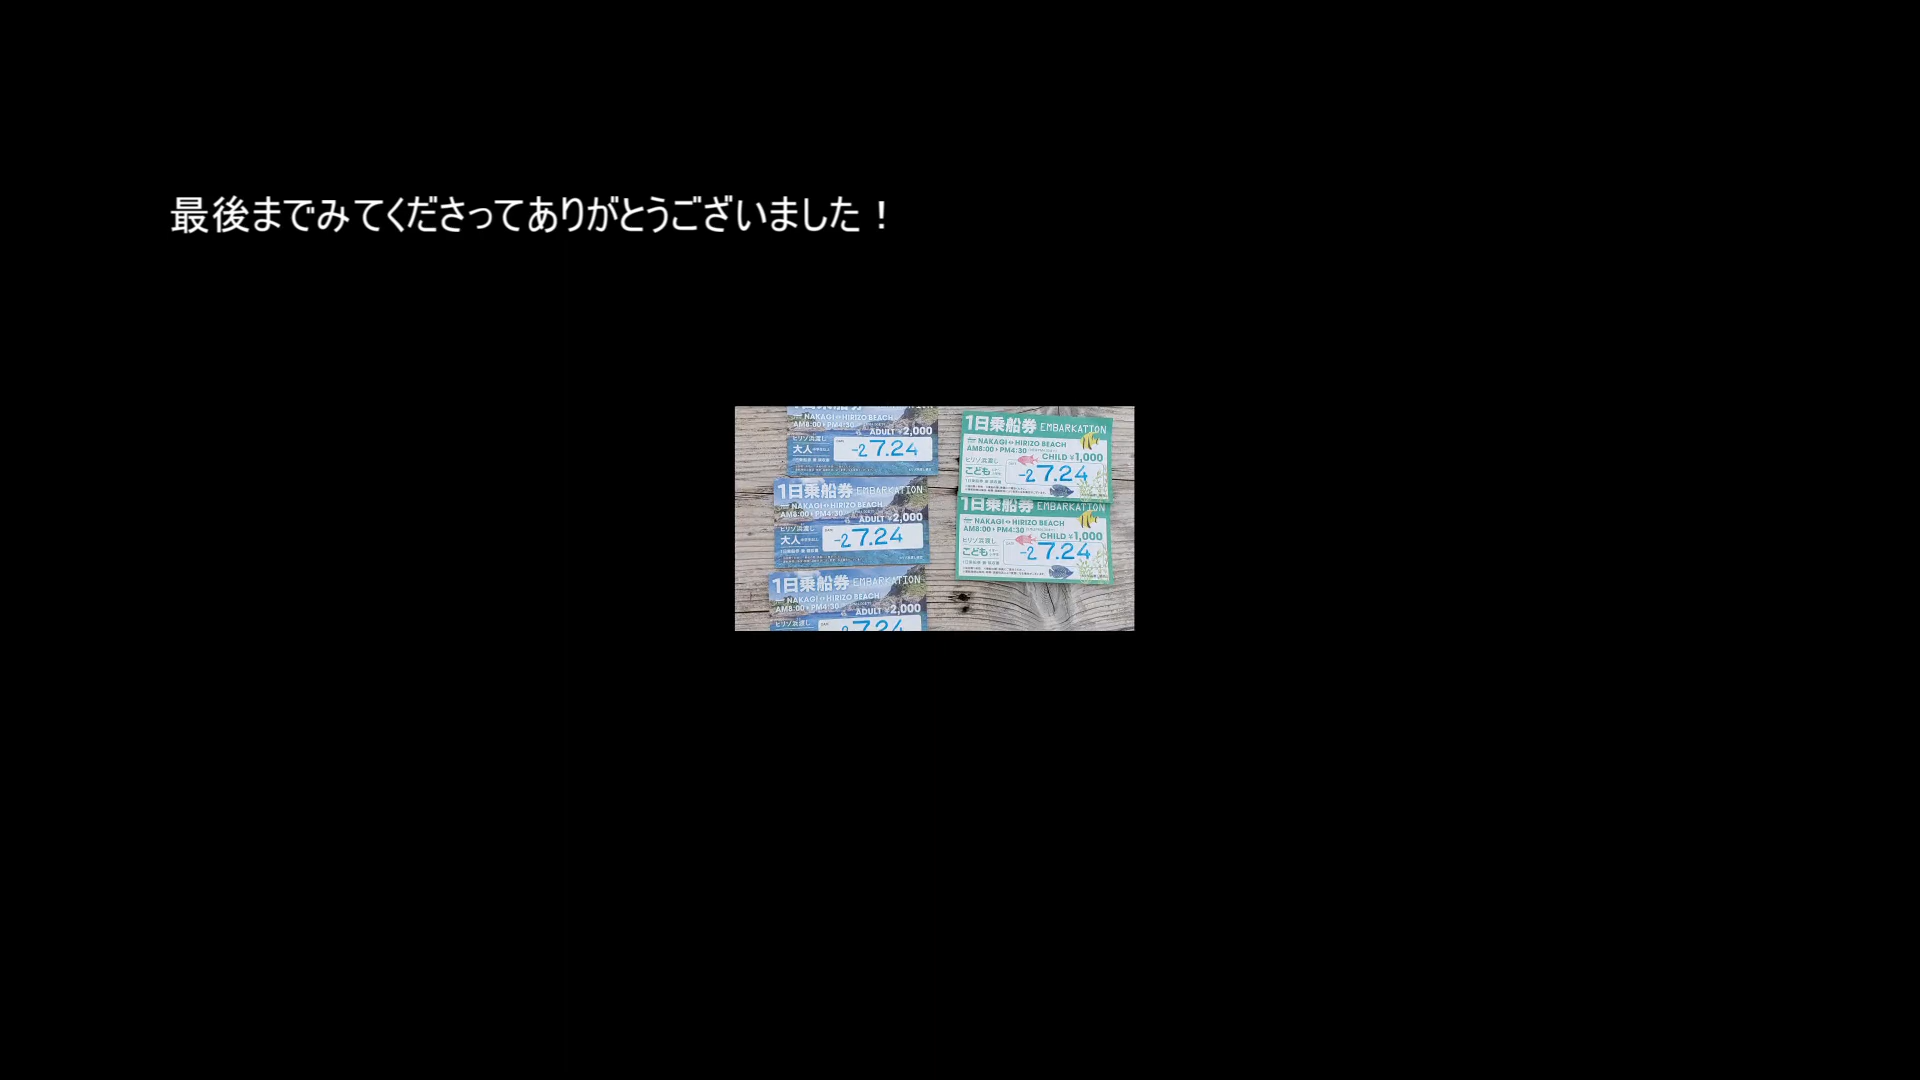 最後までみてくださってありがとうございました！
NAKAGI⇔HIRIZO BEACH
AM8:00▸PM4:30
ADULT ¥2,000
ヒリゾ浜渡し
大人
-2 7.24
1日乗船券 EMBARKATION
NAKAGI⇔HIRIZO BEACH
AM8:00▸PM4:30
ADULT ¥2,000
ヒリゾ浜渡し
大人
-2 7.24
1日乗船券 EMBARKATION
NAKAGI⇔HIRIZO BEACH
AM8:00▸PM4:30
ADULT ¥2,000
ヒリゾ浜渡し
7.24
1日乗船券 EMBARKATION
NAKAGI⇔HIRIZO BEACH
AM8:00▸PM4:30
CHILD ¥1,000
ヒリゾ浜渡し
こども
-2 7.24
1日乗船券 EMBARKATION
NAKAGI⇔HIRIZO BEACH
AM8:00▸PM4:30
CHILD ¥1,000
ヒリゾ浜渡し
こども
-2 7.24